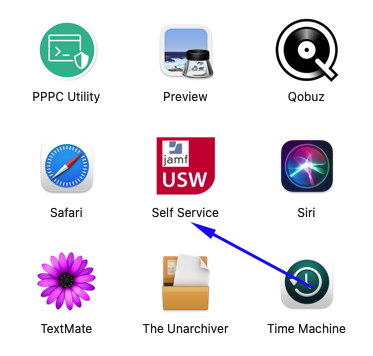 PPPC Utility
Preview
Qobuz
jamf
USW
Safari
Self Service
Siri
TextMate
The Unarchiver
Time Machine